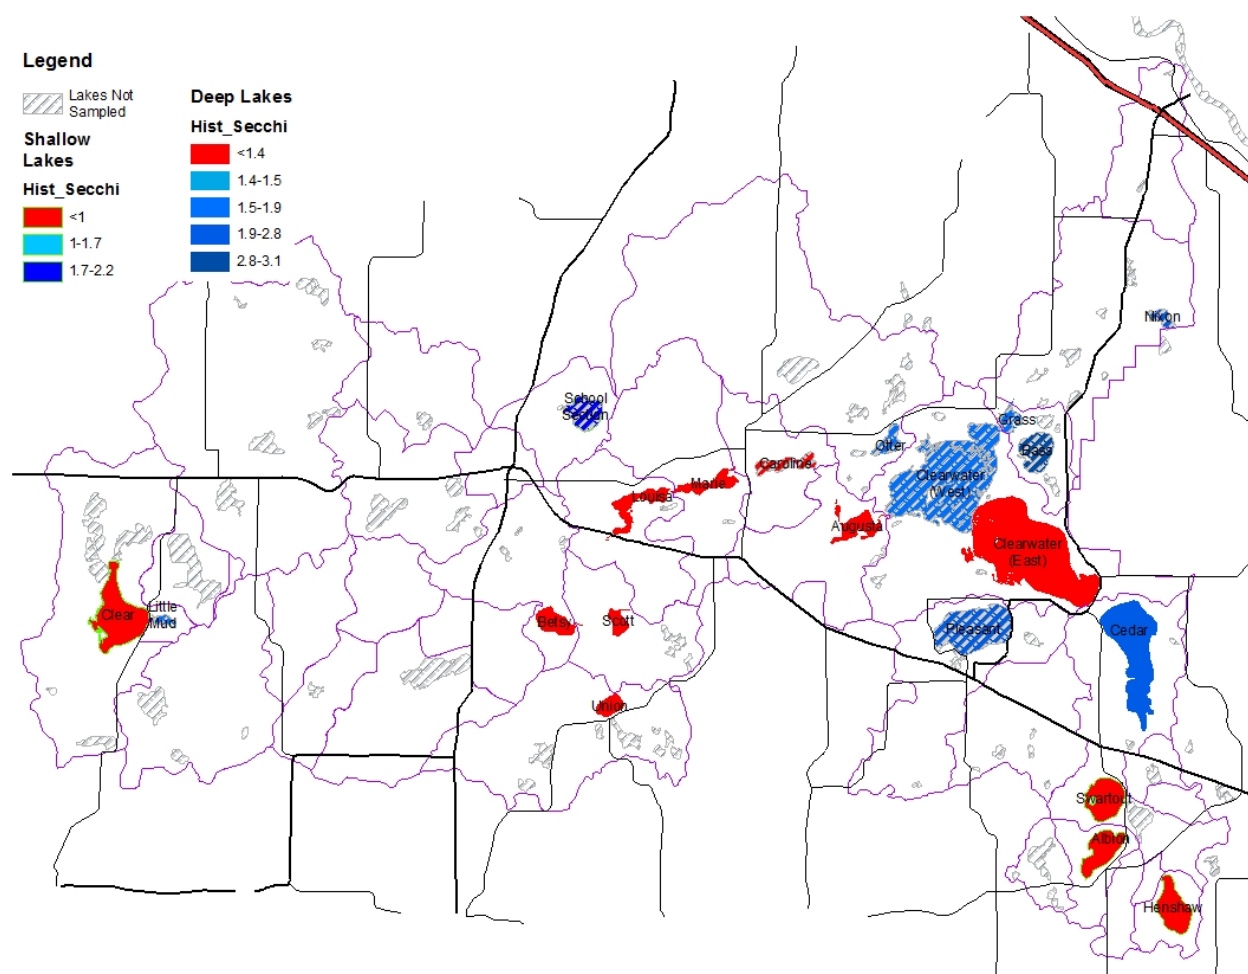 Legend
Lakes Not
Sampled
Shallow
Lakes
Hist_Secchi
<1
1-1.7
1.7-2.2
Deep Lakes
Hist_Secchi
<1.4
1.4-1.5
1.5-1.9
1.9-2.8
2.8-3.1
Nixon
School
Section
Grass
Otter
Bass
Caroline
Clearwater
(West)
Marie
Louisa
Augusta
Clearwater
(East)
Clear
Little
Mud
Betsy
Scott
Pleasant
Cedar
Union
Swartout
Albion
Henshaw